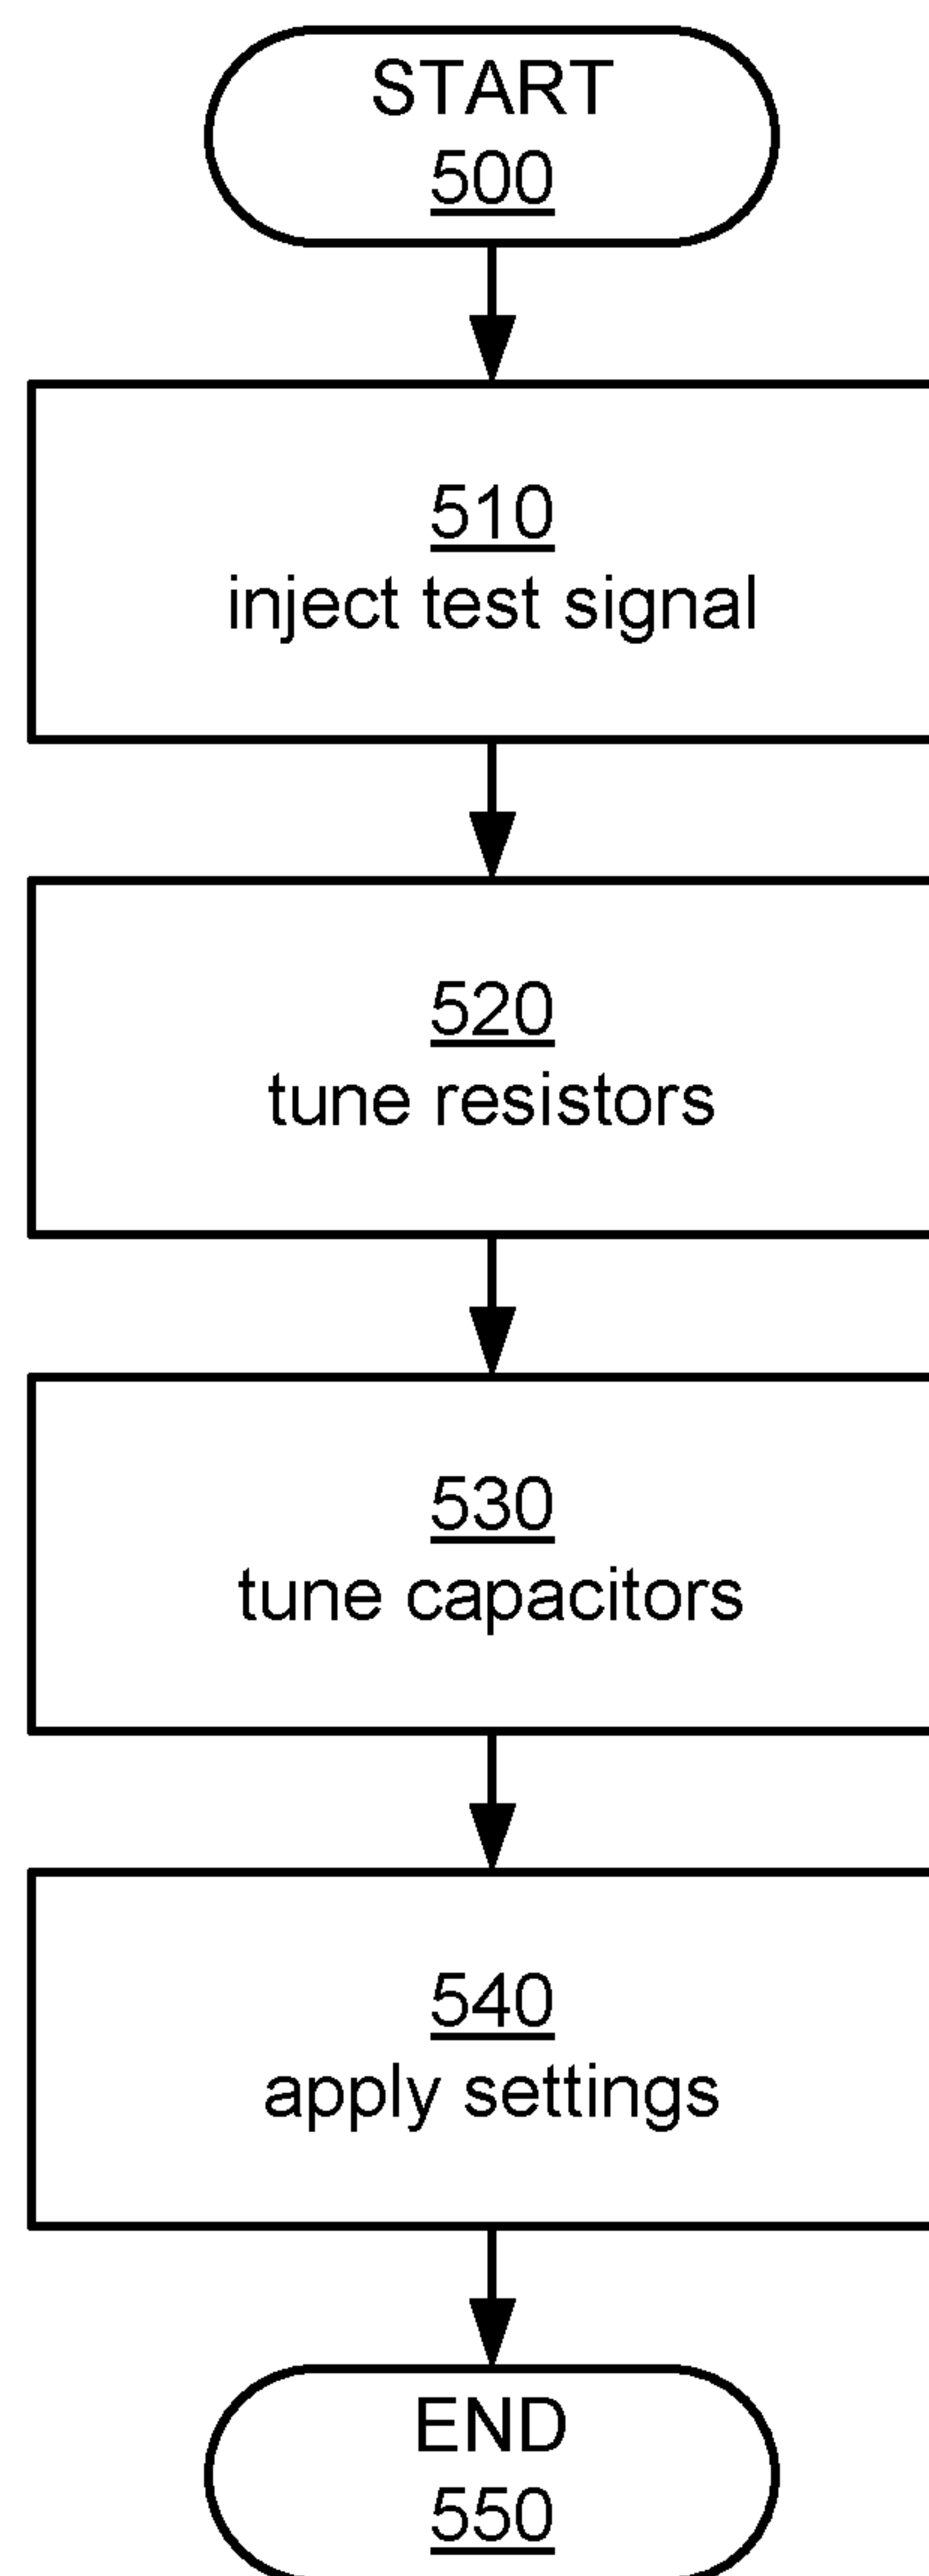 START
500
510
inject test signal
520
tune resistors
530
tune capacitors
540
apply settings
END
550